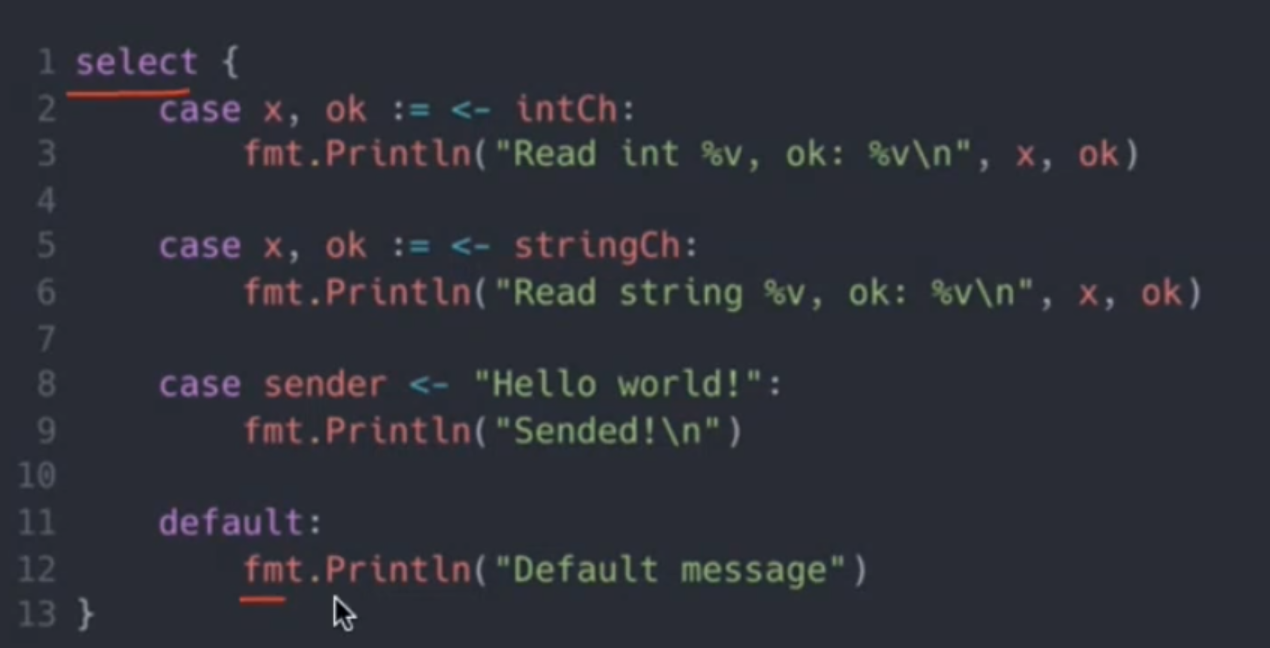 1 select {
2     case x, ok := <- intCh:
3         fmt.Println("Read int %v, ok: %v\n", x, ok)
4
5     case x, ok := <- stringCh:
6         fmt.Println("Read string %v, ok: %v\n", x, ok)
7
8     case sender <- "Hello world!":
9         fmt.Println("Sended!\n")
10
11     default:
12         fmt.Println("Default message")
13 }